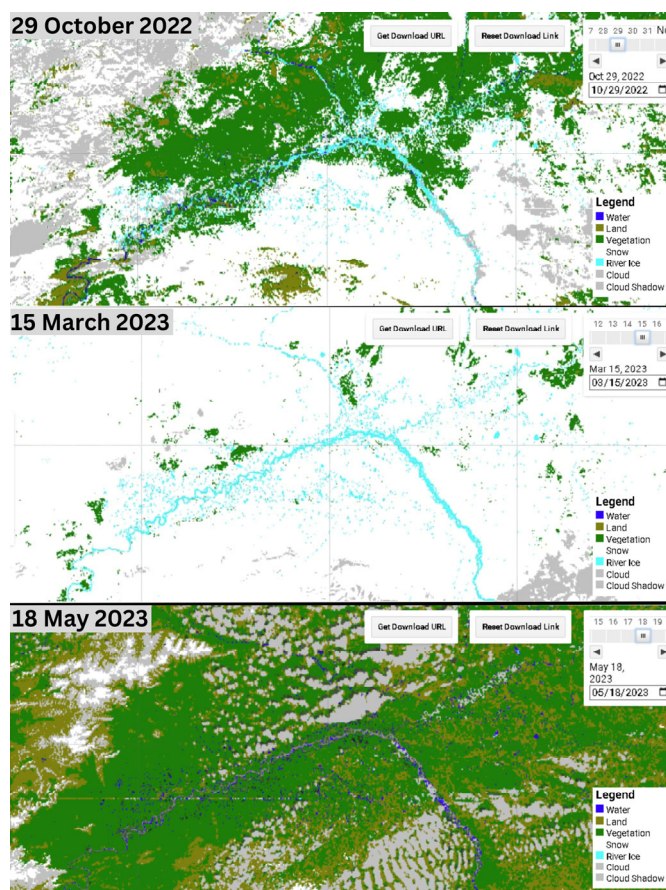 29 October 2022
Get Download URL
Reset Download Link
7 28 29 30 31 No
Oct 29, 2022
10/29/2022
Legend
Water
Land
Vegetation
Snow
River Ice
Cloud
Cloud Shadow
15 March 2023
Get Download URL
Reset Download Link
12 13 14 15 16
Mar 15, 2023
03/15/2023
Legend
Water
Land
Vegetation
Snow
River Ice
Cloud
Cloud Shadow
18 May 2023
Get Download URL
Reset Download Link
15 16 17 18 19
May 18,
2023
05/18/2023
Legend
Water
Land
Vegetation
Snow
River Ice
Cloud
Cloud Shadow